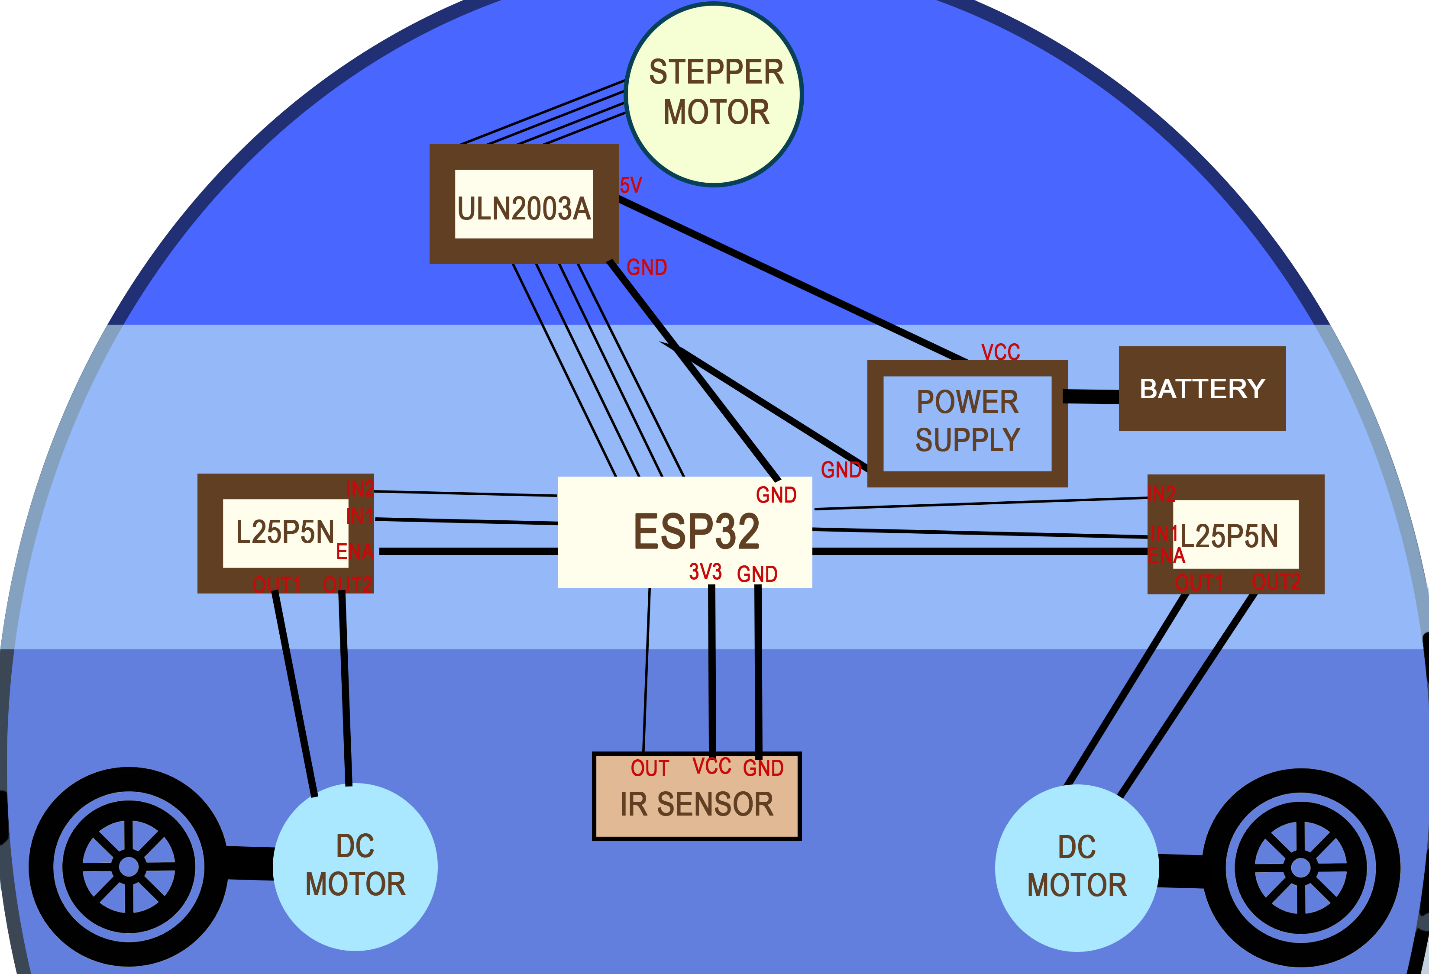 STEPPER
MOTOR
5V
ULN2003A
GND
VCC
POWER
SUPPLY
GND
BATTERY
IN2
IN1
L25P5N
ENA
OUT1
OUT2
GND
ESP32
3V3
GND
IN2
IN1
L25P5N
ENA
OUT1
OUT2
OUT
VCC
GND
IR SENSOR
DC
MOTOR
DC
MOTOR